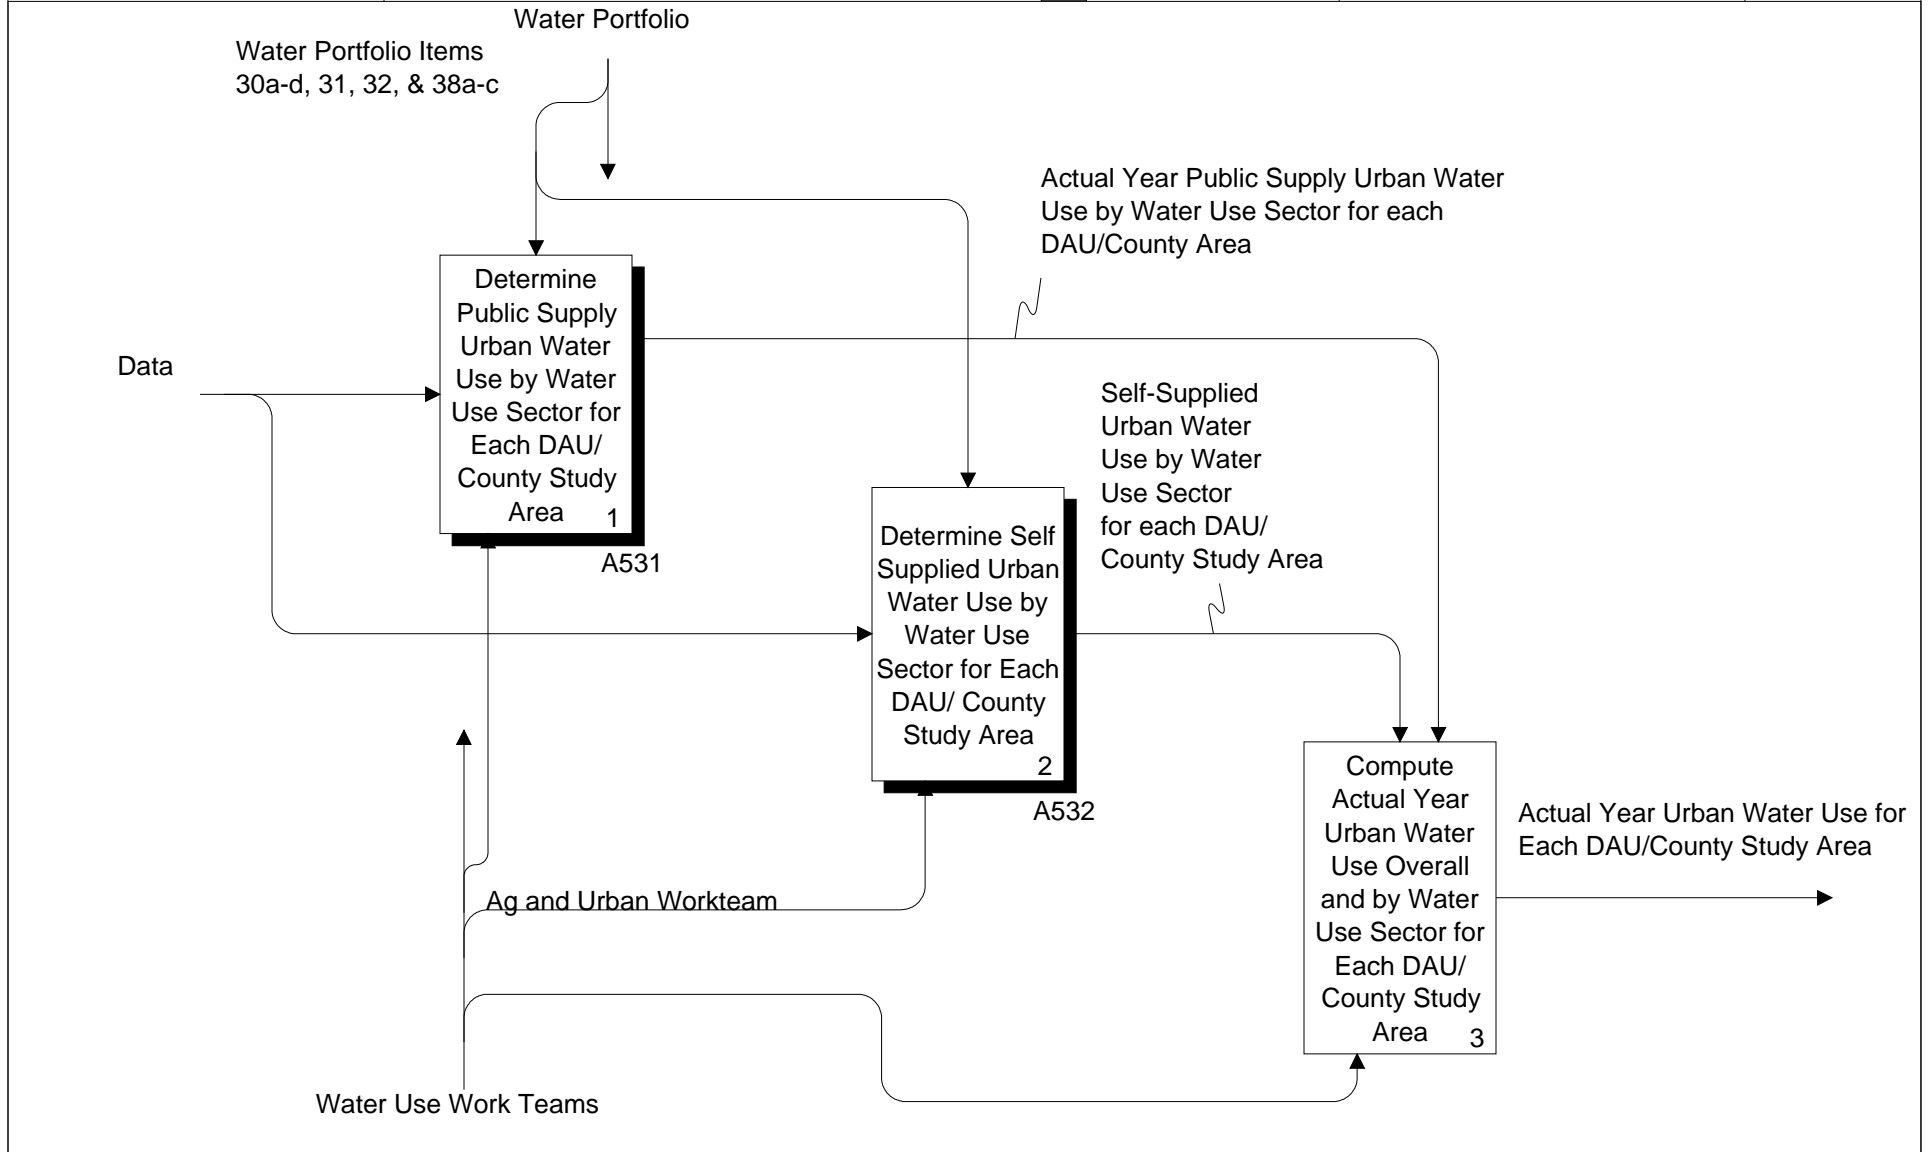 Water Portfolio
Water Portfolio Items
30a-d, 31, 32, & 38a-c
Actual Year Public Supply Urban Water
Use by Water Use Sector for each
DAU/County Area
Determine
Public Supply
Urban Water
Use by Water
Use Sector for
Each DAU/
County Study
Area
1
A531
Data
Self-Supplied
Urban Water
Use by Water
Use Sector
for each DAU/
County Study Area
Determine Self
Supplied Urban
Water Use by
Water Use
Sector for Each
DAU/ County
Study Area
2
A532
Compute
Actual Year
Urban Water
Use Overall
and by Water
Use Sector for
Each DAU/
County Study
Area
3
Actual Year Urban Water Use for
Each DAU/County Study Area
Ag and Urban Workteam
Water Use Work Teams